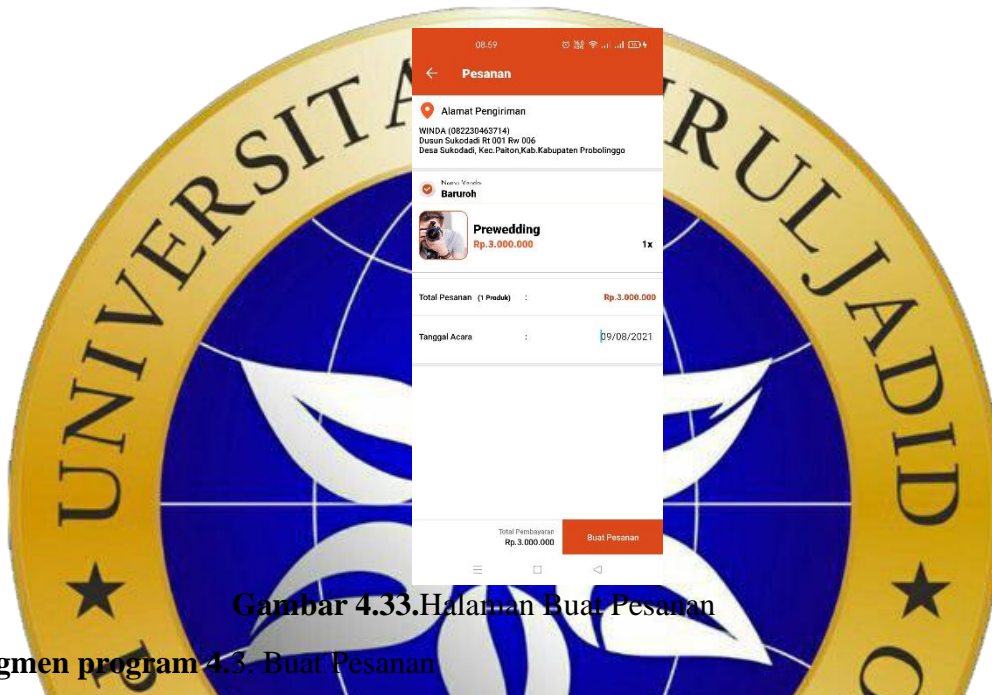 UNIVERSITA RUL JADID
08.59
Pesanan
Alamat Pengiriman
WINDA (082230463714)
Dusun Sukodadi Rt 001 Rw 006
Desa Sukodadi, Kec.Paiton,Kab.Kabupaten Probolinggo
Baruroh
Prewedding
Rp.3.000.000
1x
Total Pesanan (1 Produk) : Rp.3.000.000
Tanggal Acara : 09/08/2021
Total Pembayaran
Rp.3.000.000
Buat Pesanan
Gambar 4.33.Halaman Buat Pesanan
gmen program 4.3. Buat Pesanan